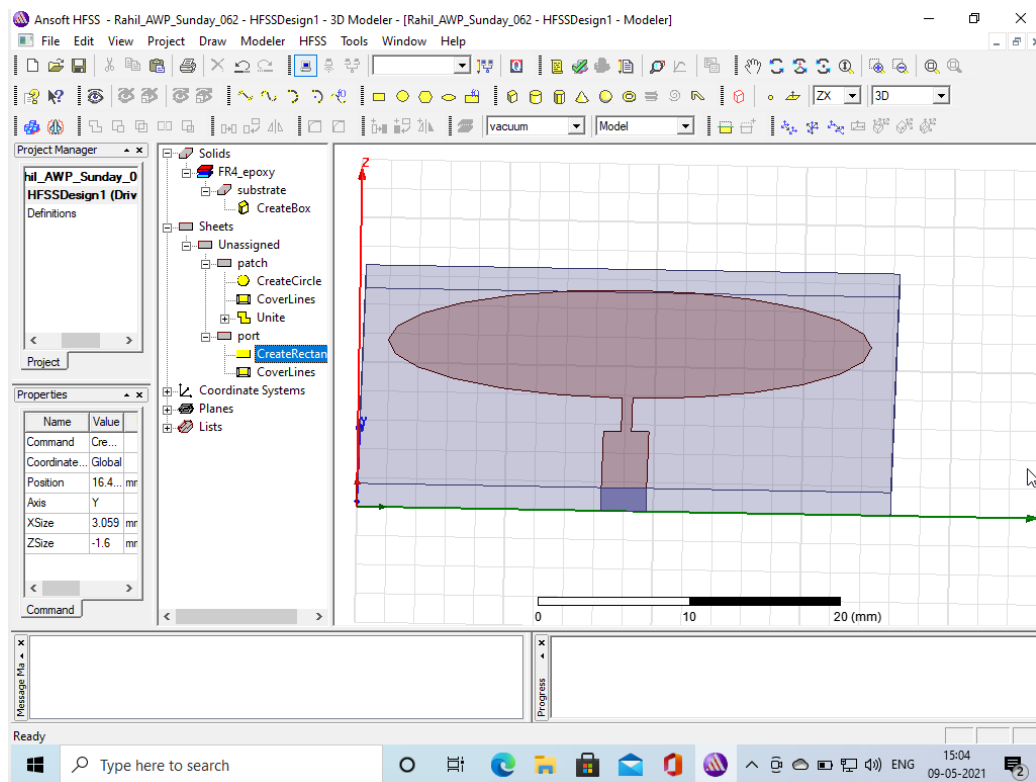 Ansoft HFSS - Rahil_AWP_Sunday_062 - HFSSDesign1 - 3D Modeler - [Rahil_AWP_Sunday_062 - HFSSDesign1 - Modeler]
File Edit View Project Draw Modeler HFSS Tools Window Help
ZX 3D
vacuum Model
Project Manager
hil_AWP_Sunday_0
HFSSDesign1 (Driv
Definitions
Project
Properties
Name Value
Command Cre...
Coordinate... Global
Position 16.4... mm
Axis Y
XSize 3.059 mm
ZSize -1.6 mm
Command
Solids
FR4_epoxy
substrate
CreateBox
Sheets
Unassigned
patch
CreateCircle
CoverLines
Unite
port
CreateRectan
CoverLines
Coordinate Systems
Planes
Lists
Z
0 10 20 (mm)
Message Ma
Progress
Ready
Type here to search
ENG
15:04
09-05-2021
2